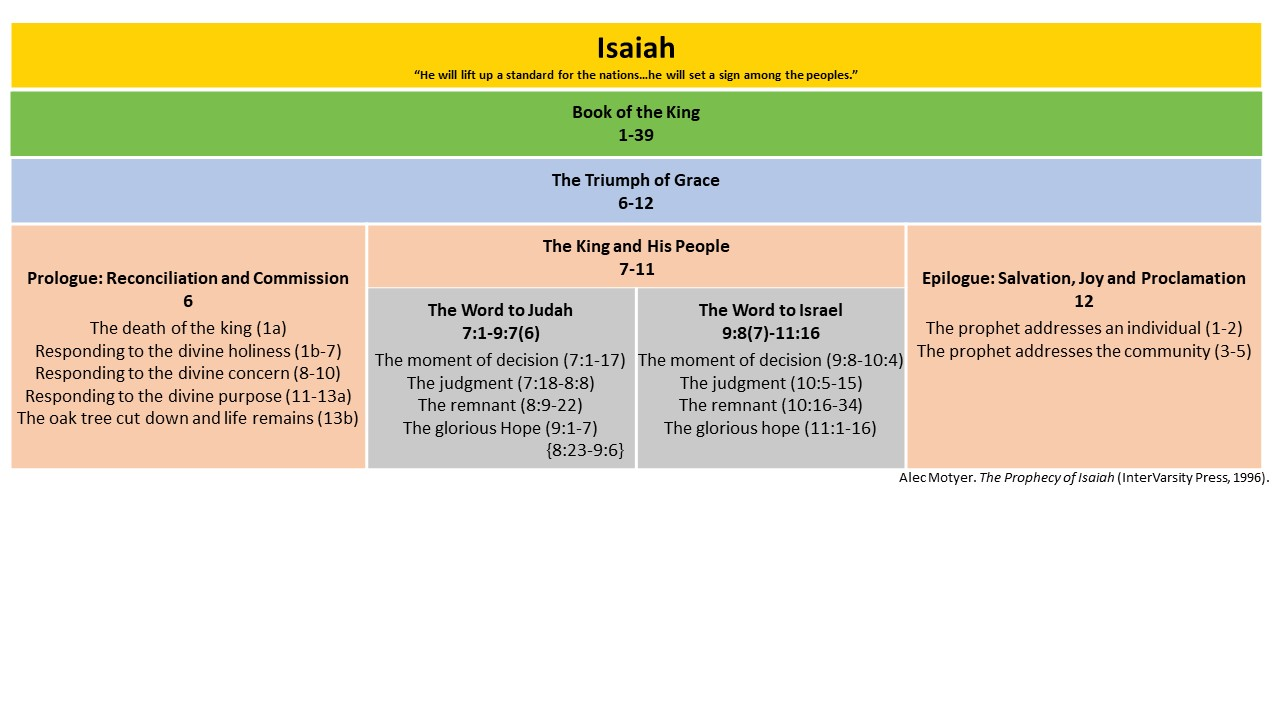 Isaiah
“He will lift up a standard for the nations…he will set a sign among the peoples.”
Book of the King
1-39
The Triumph of Grace
6-12
Prologue: Reconciliation and Commission
6
The death of the king (1a)
Responding to the divine holiness (1b-7)
Responding to the divine concern (8-10)
Responding to the divine purpose (11-13a)
The oak tree cut down and life remains (13b)
The King and His People
7-11
The Word to Judah
7:1-9:7(6)
The moment of decision (7:1-17)
The judgment (7:18-8:8)
The remnant (8:9-22)
The glorious Hope (9:1-7)
{8:23-9:6}
The Word to Israel
9:8(7)-11:16
The moment of decision (9:8-10:4)
The judgment (10:5-15)
The remnant (10:16-34)
The glorious hope (11:1-16)
Epilogue: Salvation, Joy and Proclamation
12
The prophet addresses an individual (1-2)
The prophet addresses the community (3-5)
Alec Motyer. The Prophecy of Isaiah (InterVarsity Press, 1996).